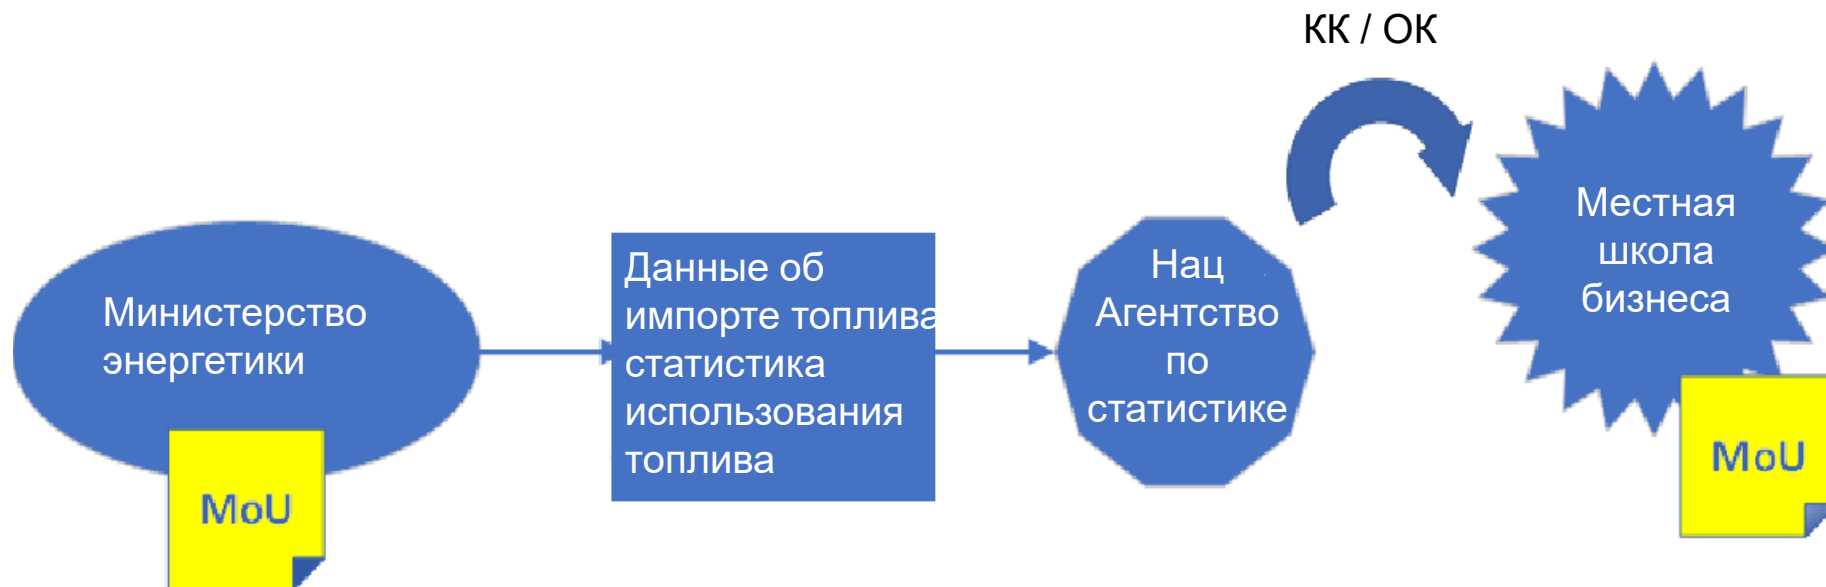 КК / ОК
Министерство
энергетики
MoU
Данные об
импорте топлива
статистика
использования
топлива
Нац
Агентство
по
статистике
Местная
школа
бизнеса
MoU